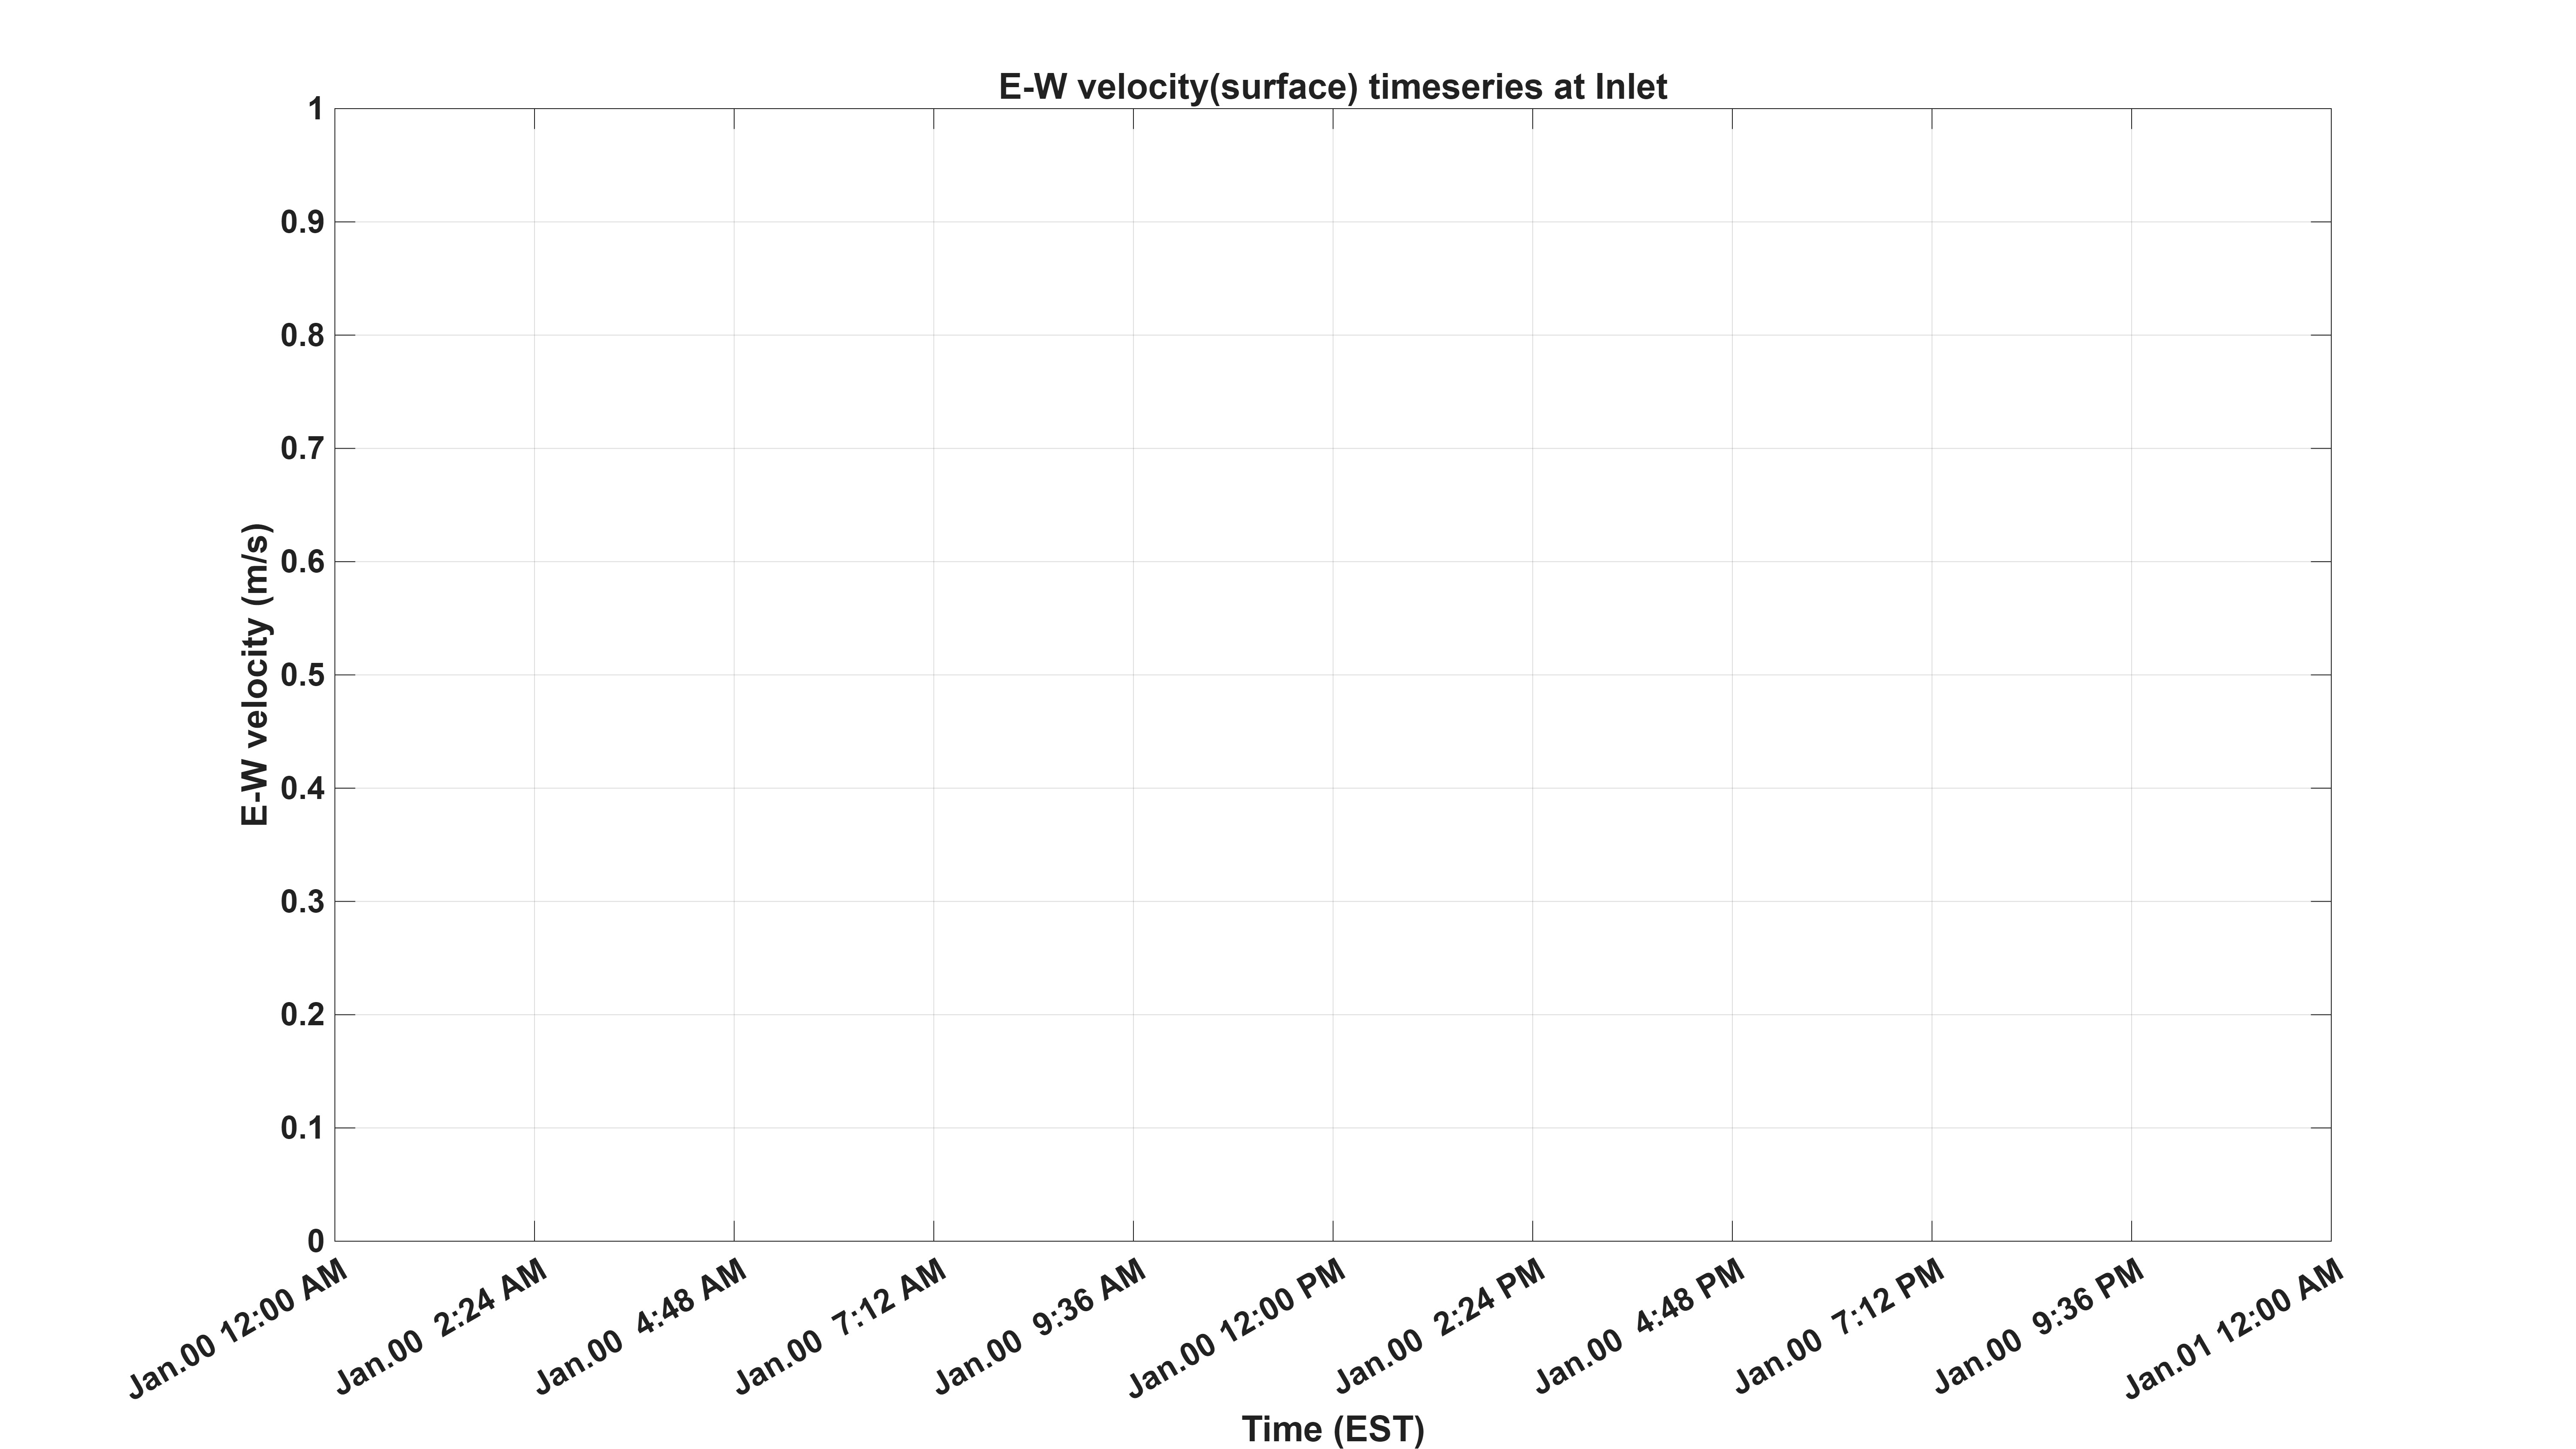 E-W velocity(surface) timeseries at Inlet
1
0.9
0.8
0.7
0.6
0.5
0.4
0.3
0.2
0.1
0
E-W velocity (m/s)
Jan.00 12:00 AM
Jan.00  2:24 AM
Jan.00  4:48 AM
Jan.00  7:12 AM
Jan.00  9:36 AM
Jan.00 12:00 PM
Jan.00  2:24 PM
Jan.00  4:48 PM
Jan.00  7:12 PM
Jan.00  9:36 PM
Jan.01 12:00 AM
Time (EST)